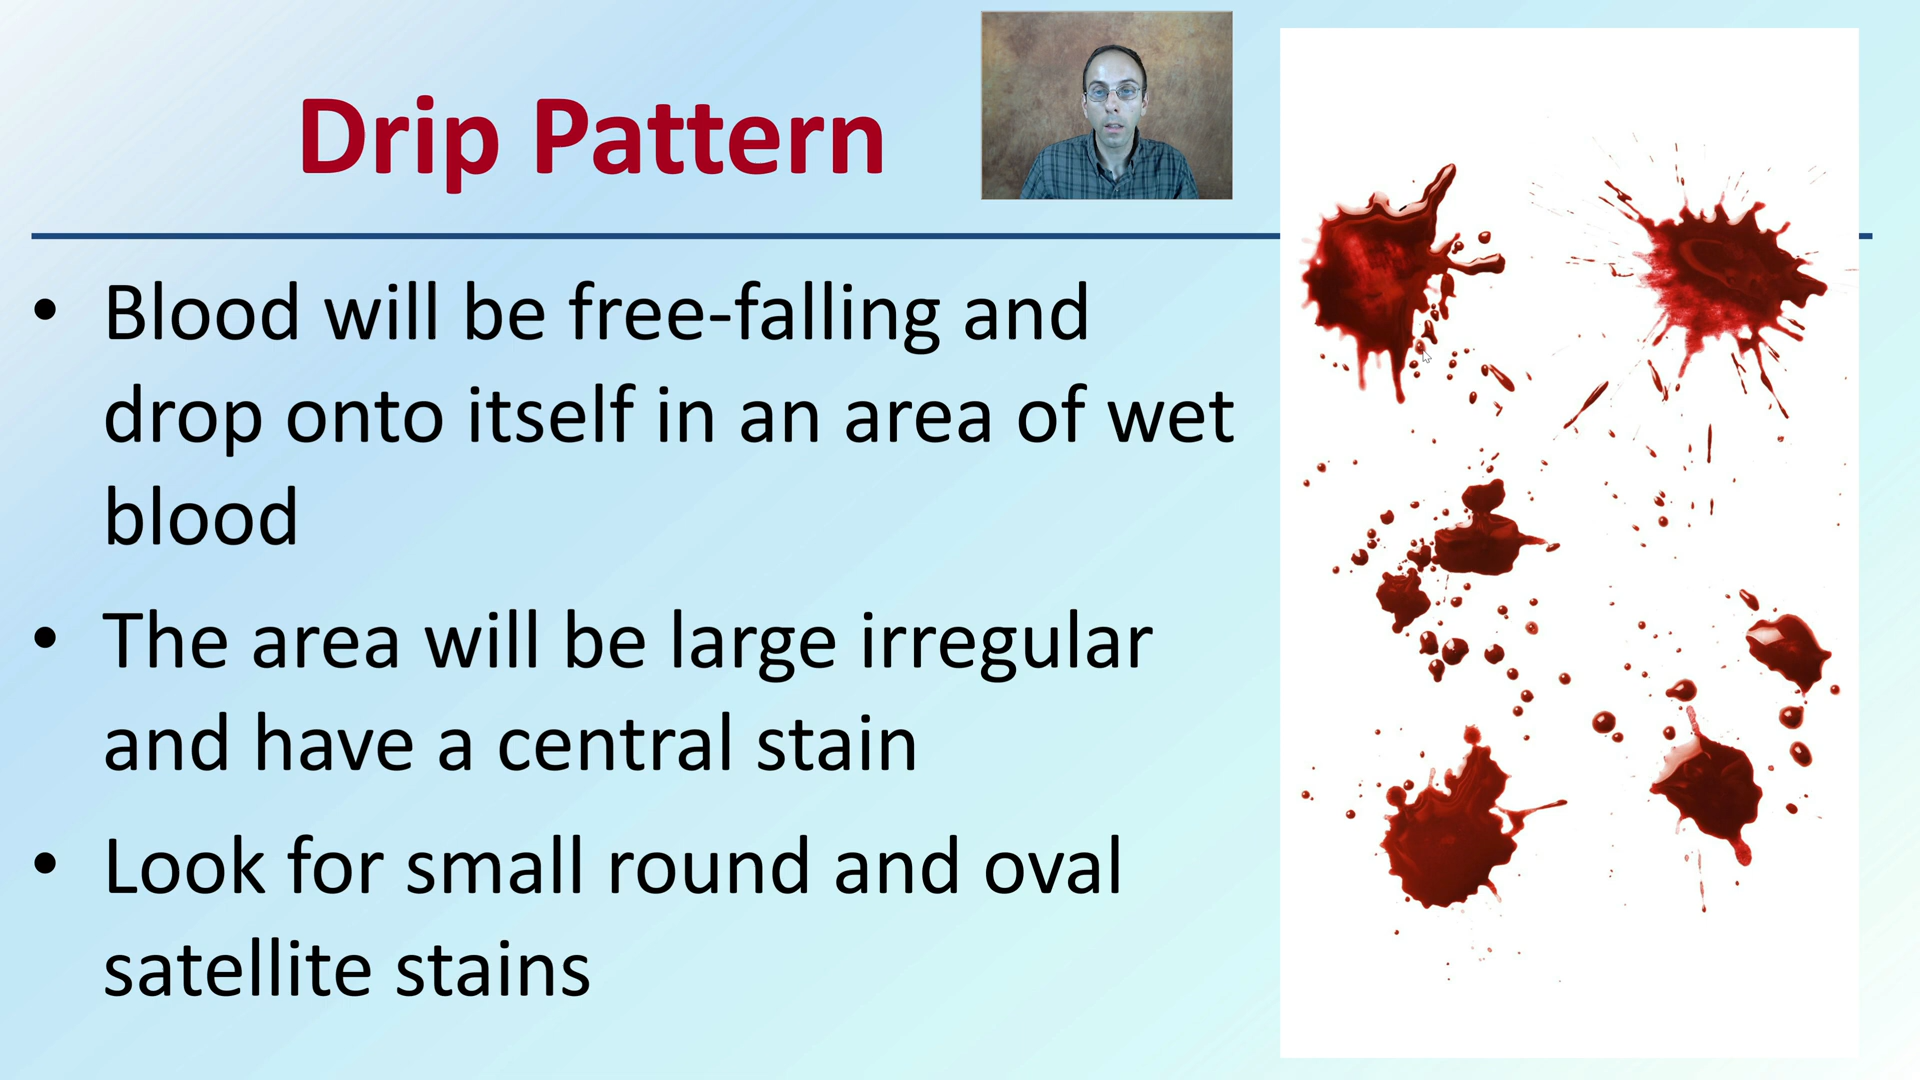 Drip Pattern
• Blood will be free-falling and
drop onto itself in an area of wet
blood
• The area will be large irregular
and have a central stain
• Look for small round and oval
satellite stains